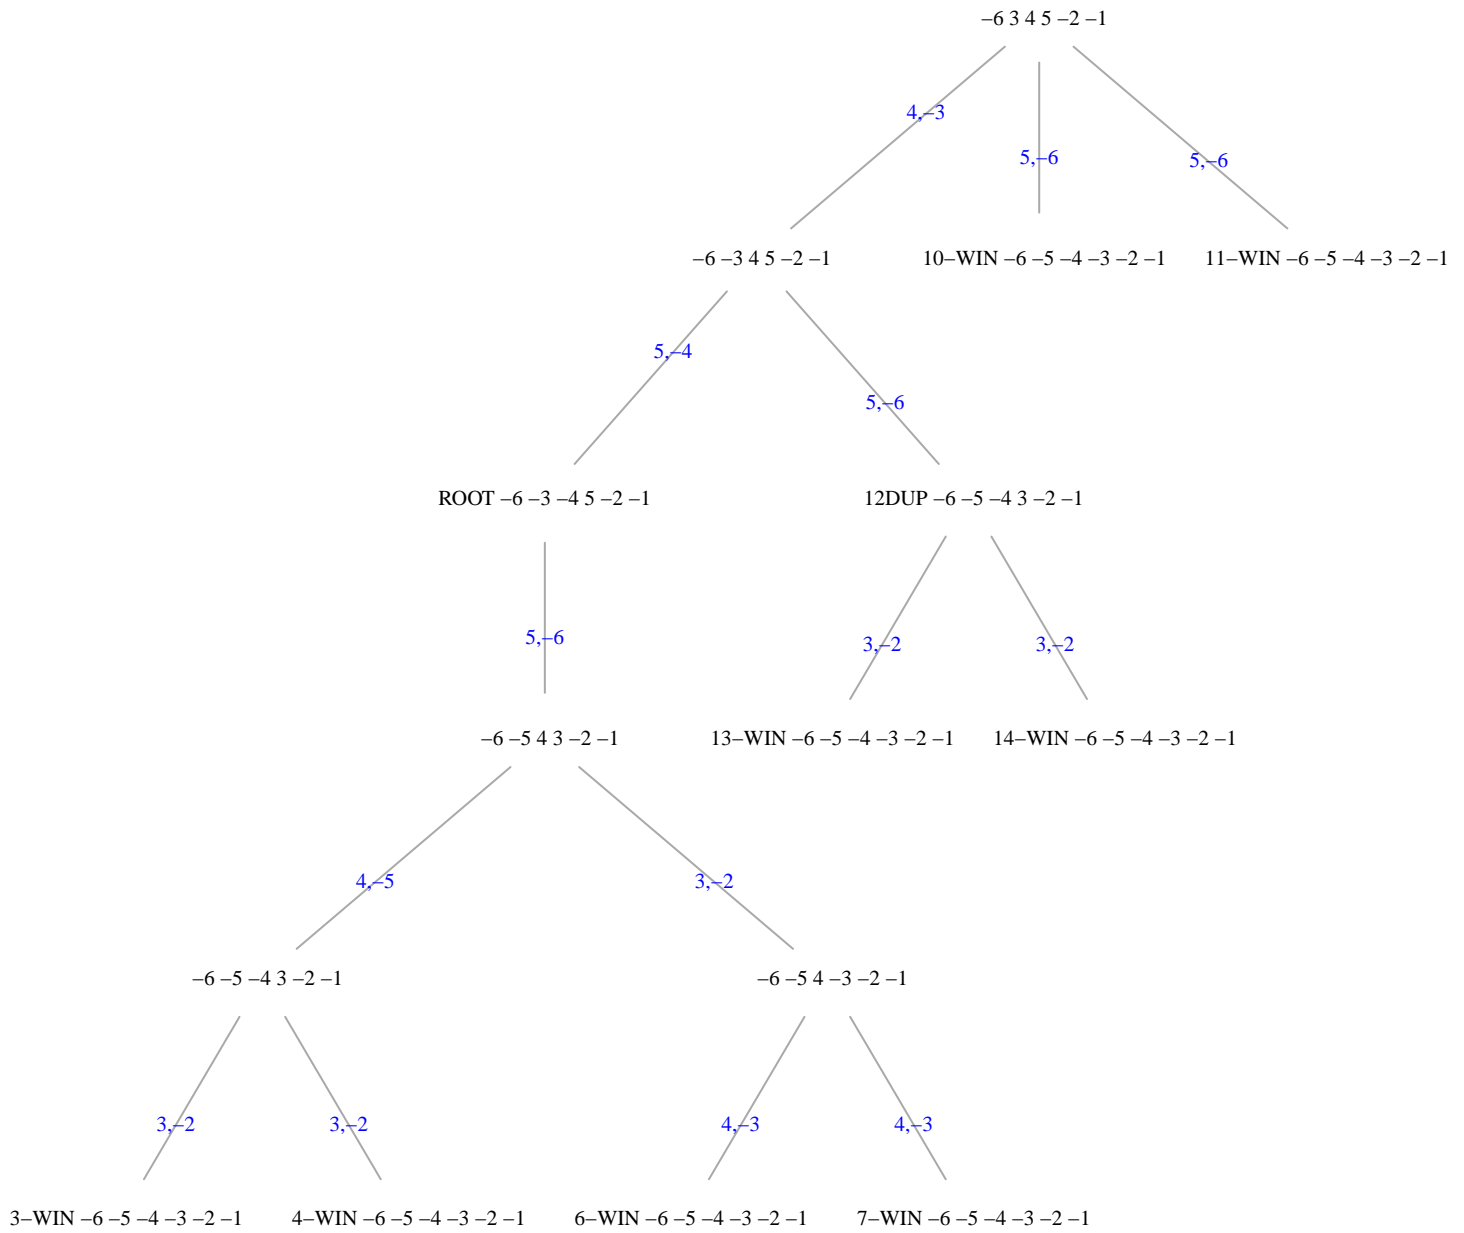 –6 3 4 5 –2 –1
4,–3
5,–6
5,–6
–6 –3 4 5 –2 –1
10–WIN –6 –5 –4 –3 –2 –1
11–WIN –6 –5 –4 –3 –2 –1
5,–4
5,–6
ROOT –6 –3 –4 5 –2 –1
12DUP –6 –5 –4 3 –2 –1
5,–6
3,–2
3,–2
–6 –5 4 3 –2 –1
13–WIN –6 –5 –4 –3 –2 –1
14–WIN –6 –5 –4 –3 –2 –1
4,–5
3,–2
–6 –5 –4 3 –2 –1
–6 –5 4 –3 –2 –1
3,–2
3,–2
4,–3
4,–3
3–WIN –6 –5 –4 –3 –2 –1
4–WIN –6 –5 –4 –3 –2 –1
6–WIN –6 –5 –4 –3 –2 –1
7–WIN –6 –5 –4 –3 –2 –1